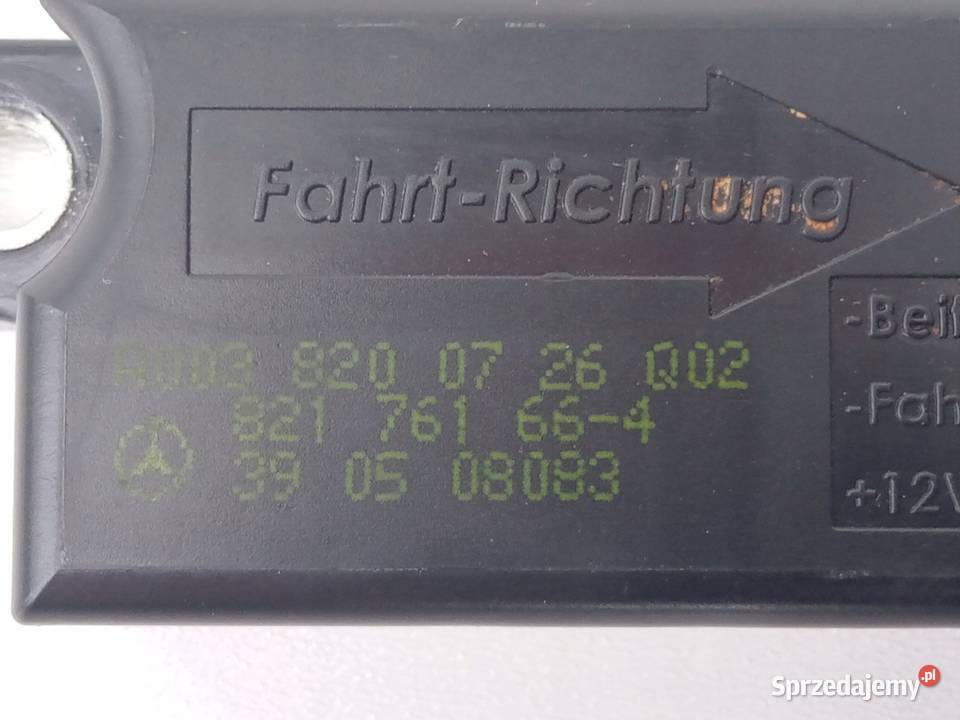 Fahrt-Richtung
A003 820 07 26 Q02
821 761 66-4
39 05 08083
-Beif
-Fah
+12V
Sprzedajemy.pl